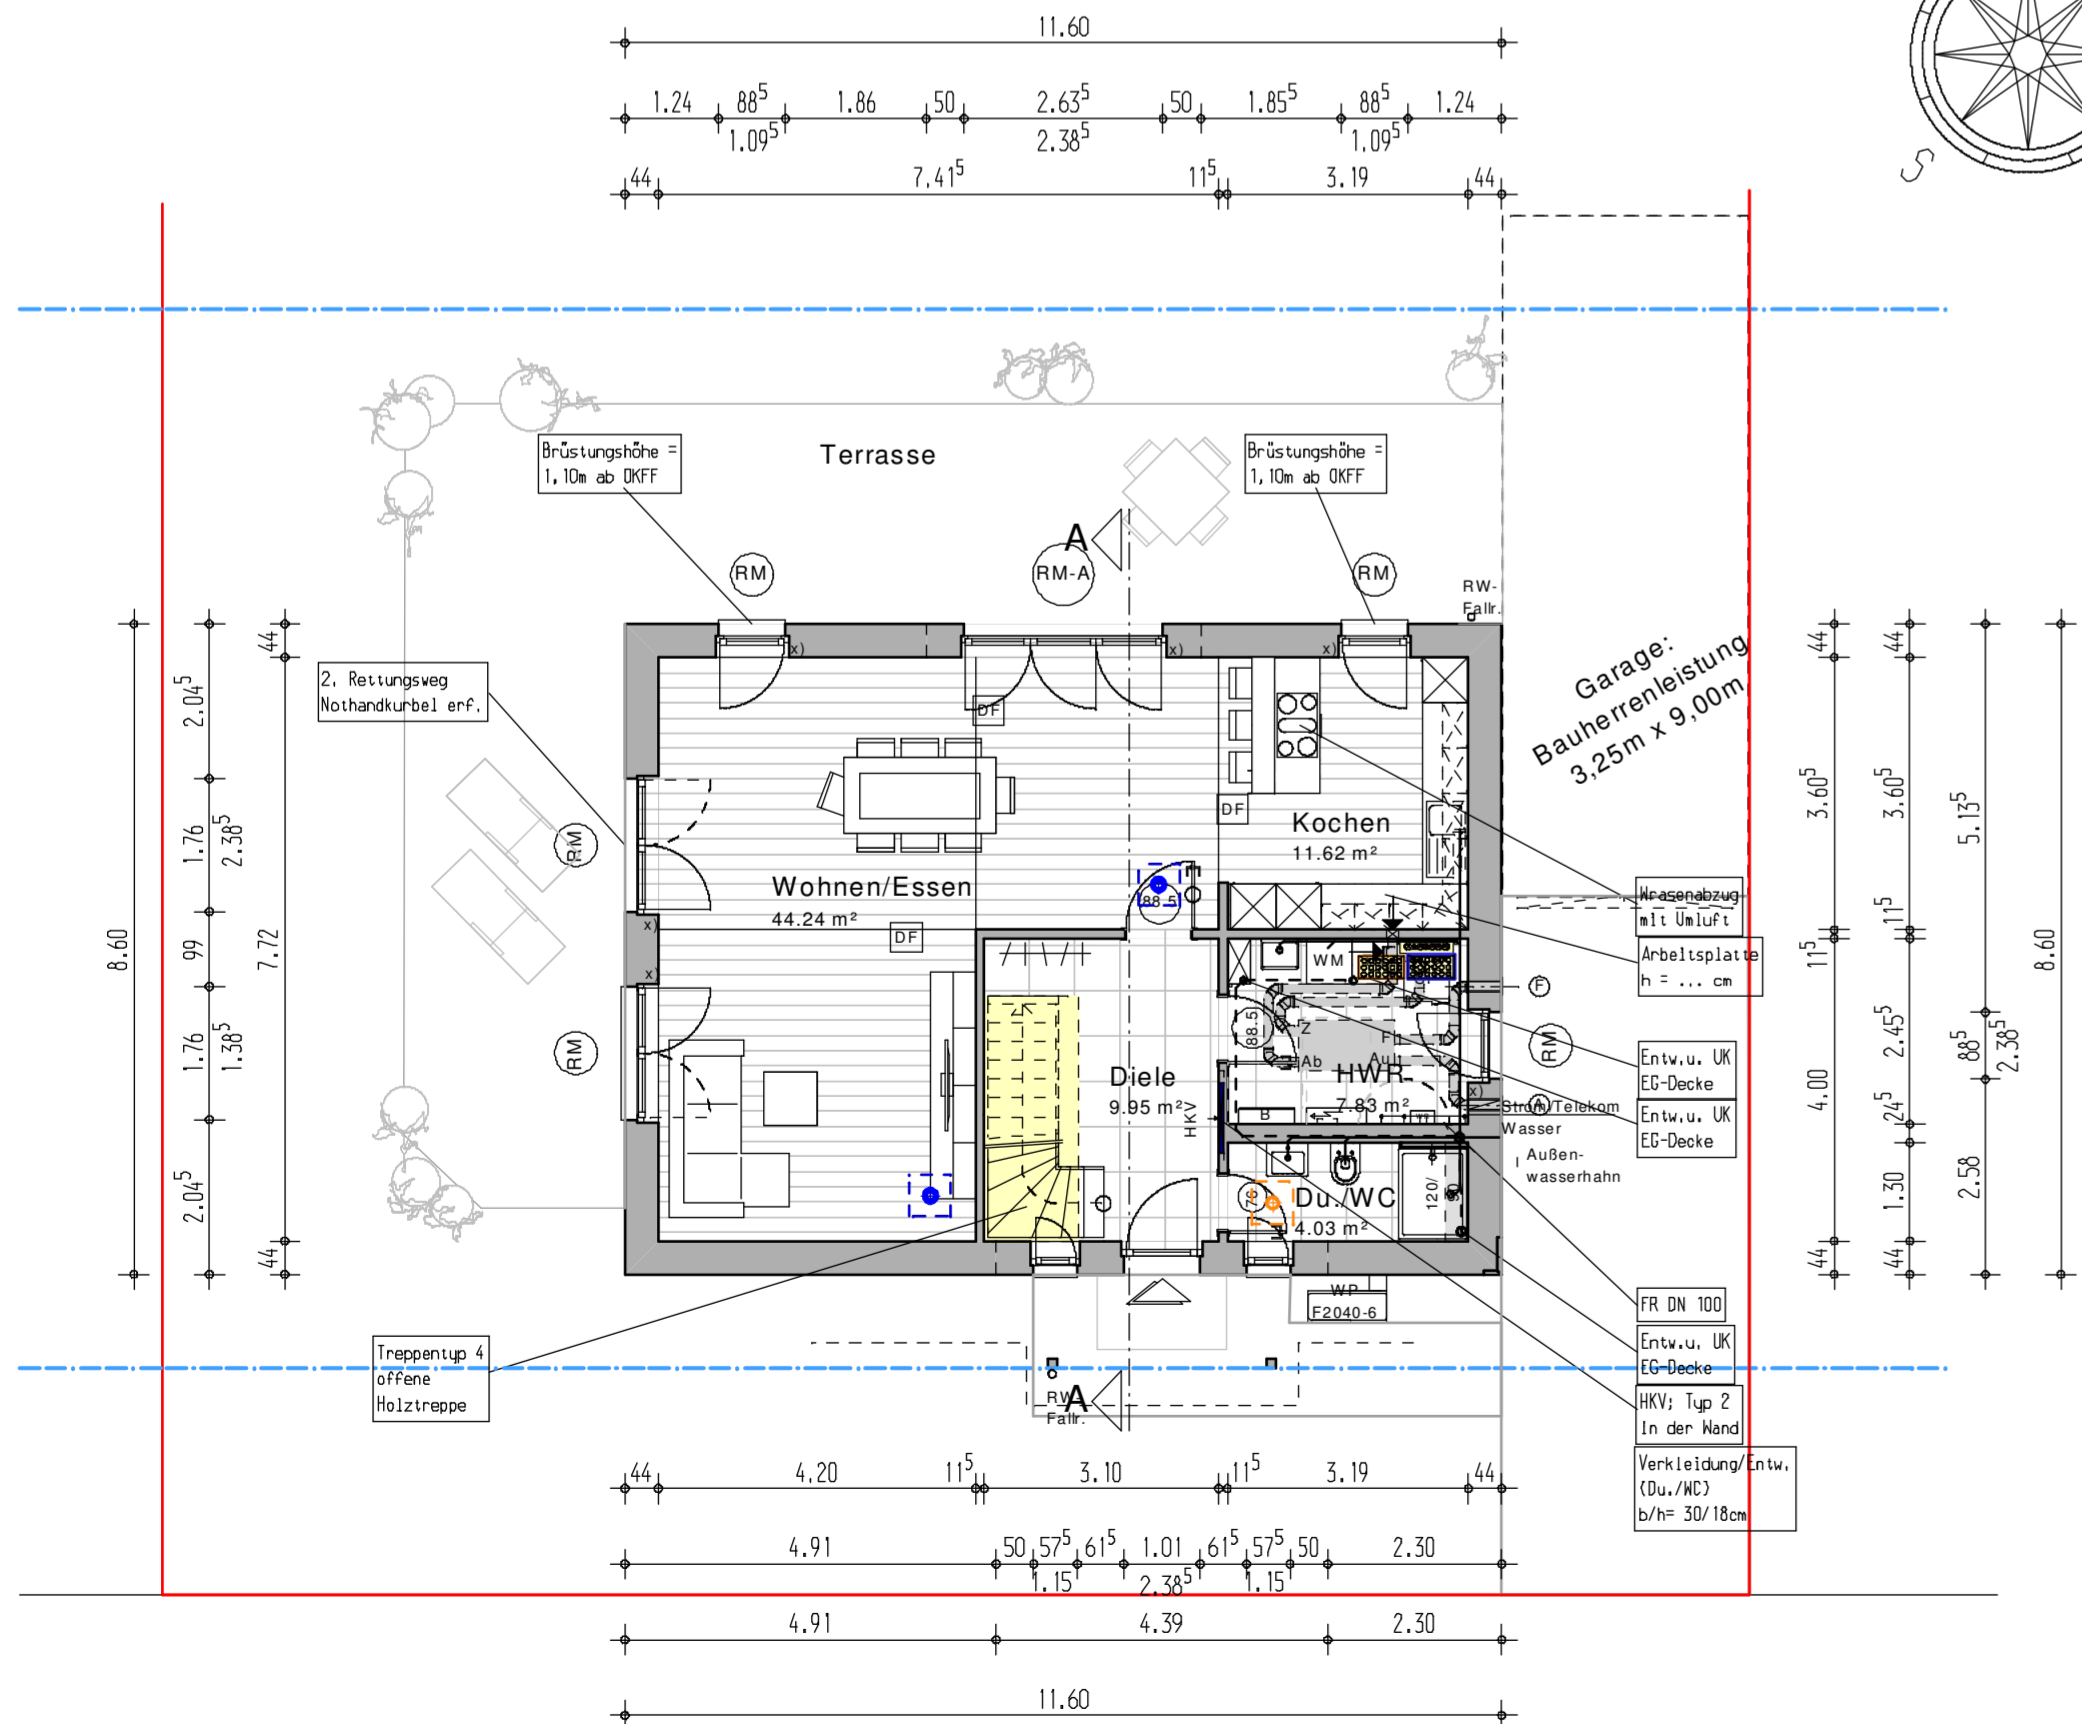 11.60
1.24 88⁵ 1.86 50 2.63⁵ 50 1.85⁵ 88⁵ 1.24
1.09⁵ 2.38⁵ 1.09⁵
44 7.41⁵ 11⁵ 3.19 44
S
Terrasse
Brüstungshöhe =
1,10m ab OKFF
Brüstungshöhe =
1,10m ab OKFF
A
RM
RM-A
RM
RW-
Fallr.
x)
x)
x)
Garage:
Bauherrenleistung
3,25m x 9,00m
2. Rettungsweg
Nothandkurbel erf.
DF
DF
DF
RM
RM
Kochen
11.62 m²
Wohnen/Essen
44.24 m²
88.5
x)
x)
Wrasenabzug
mit Umluft
Arbeitsplatte
h = ... cm
WM
F
88.5
Z
F
Ab
Au
RM
Diele
9.95 m²
HWR
7.83 m²
x)
A
HKV
B
Strom/Telekom
Wasser
Außen-
wasserhahn
Entw.u. UK
EG-Decke
Entw.u. UK
EG-Decke
76
Du./WC
4.03 m²
120/
90
WP
F2040-6
FR DN 100
Entw.u. UK
EG-Decke
HKV; Typ 2
In der Wand
Verkleidung/Entw.
(Du./WC)
b/h= 30/18cm
Treppentyp 4
offene
Holztreppe
RW-
Fallr.
A
8.60
2.04⁵
1.76
2.38⁵
99
1.76
1.38⁵
2.04⁵
44
7.72
44
44
3.60⁵
11⁵
4.00
44
44
3.60⁵
11⁵
2.45⁵
24⁵
1.30
44
5.13⁵
88⁵
2.38⁵
2.58
8.60
44 4.20 11⁵ 3.10 11⁵ 3.19 44
4.91 50 57⁵ 61⁵ 1.01 61⁵ 57⁵ 50 2.30
1.15 2.38⁵ 1.15
4.91 4.39 2.30
11.60